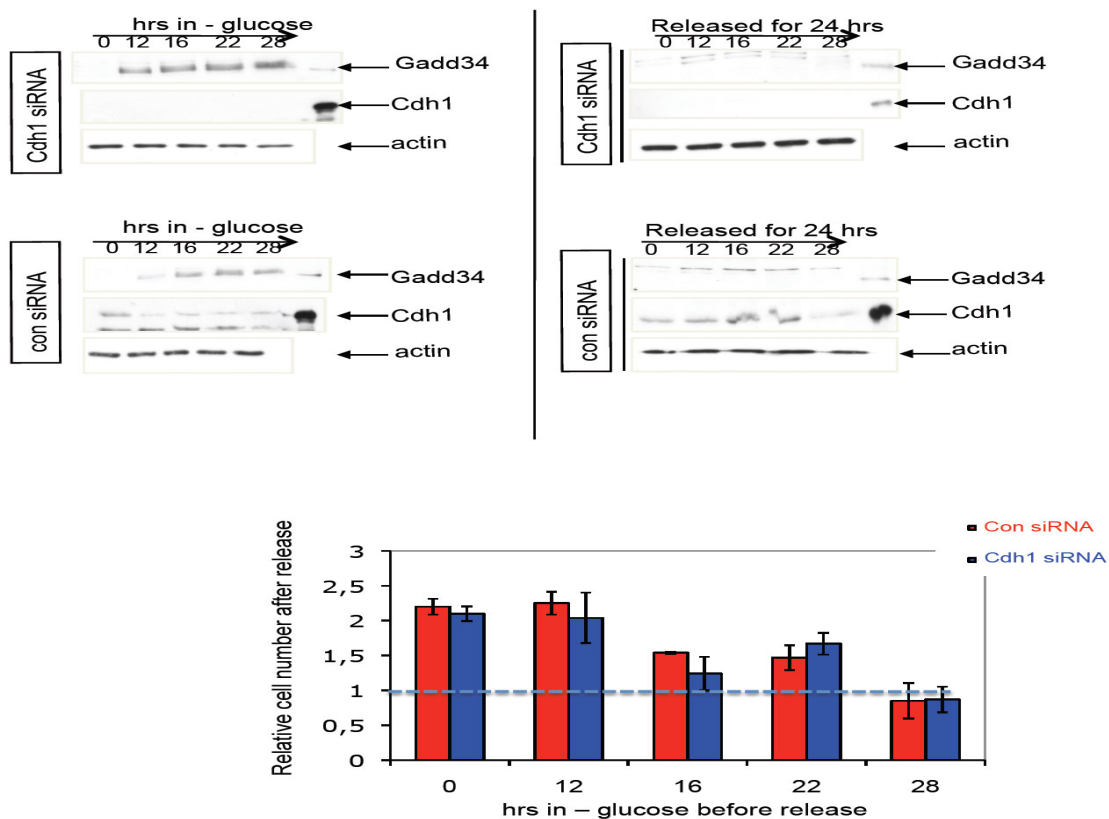 hrs in - glucose
0 12 16 22 28
Cdh1 siRNA
Gadd34
Cdh1
actin
Released for 24 hrs
0 12 16 22 28
Cdh1 siRNA
Gadd34
Cdh1
actin
hrs in - glucose
0 12 16 22 28
con siRNA
Gadd34
Cdh1
actin
Released for 24 hrs
0 12 16 22 28
con siRNA
Gadd34
Cdh1
actin
Con siRNA
Cdh1 siRNA
Relative cell number after release
3
2,5
2
1,5
1
0,5
0
0 12 16 22 28
hrs in – glucose before release